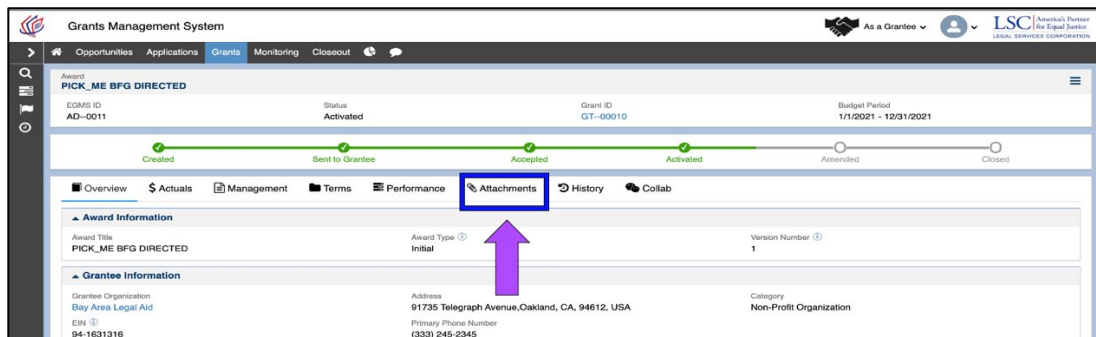 Grants Management System
As a Grantee
LSC America's Partner for Equal Justice
LEGAL SERVICES CORPORATION
Opportunities Applications Grants Monitoring Closeout
Award
PICK_ME BFG DIRECTED
EGMS ID Status Grant ID Budget Period
AD--0011 Activated GT--00010 1/1/2021 - 12/31/2021
Created Sent to Grantee Accepted Activated Amended Closed
Overview $ Actuals Management Terms Performance Attachments History Collab
Award Information
Award Title Award Type Version Number
PICK_ME BFG DIRECTED Initial 1
Grantee Information
Grantee Organization Address Category
Bay Area Legal Aid 91735 Telegraph Avenue,Oakland, CA, 94612, USA Non-Profit Organization
EIN Primary Phone Number
94-1631316 (333) 245-2345